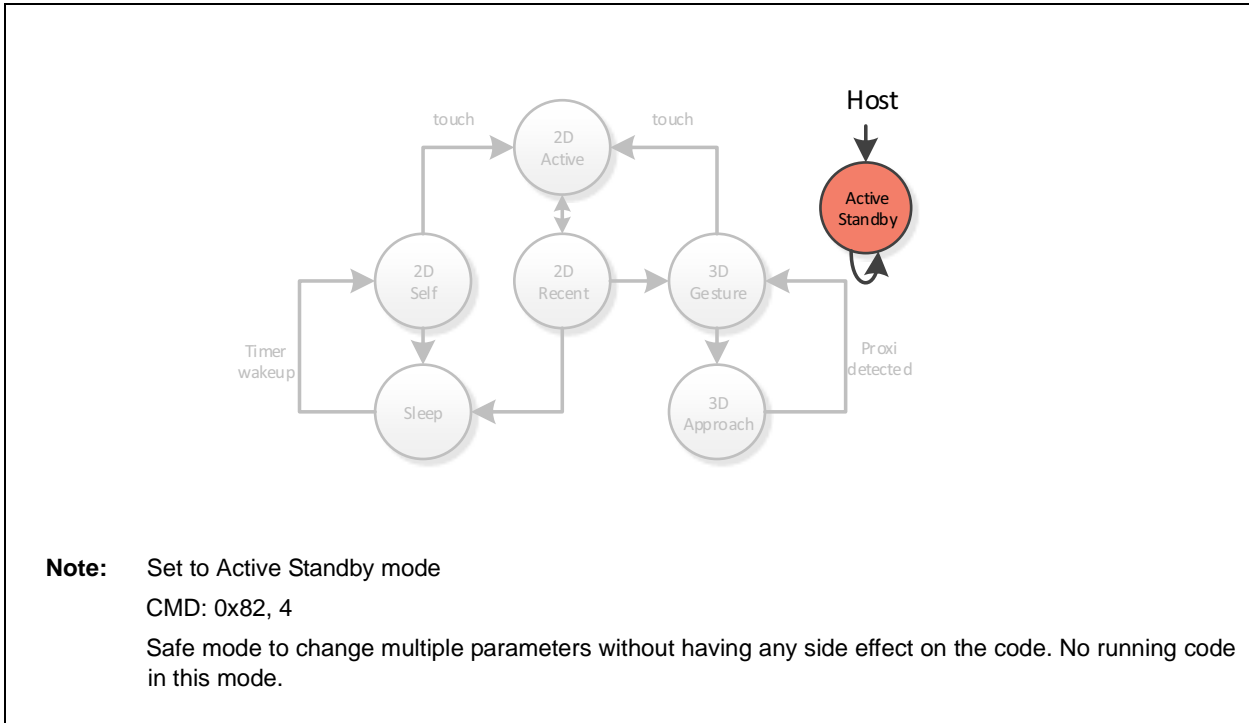 Host
touch
touch
2D
Active
Active
Standby
2D
Self
2D
Recent
3D
Gesture
Timer
wakeup
Proxi
detected
Sleep
3D
Approach
Note: Set to Active Standby mode
CMD: 0x82, 4
Safe mode to change multiple parameters without having any side effect on the code. No running code
in this mode.